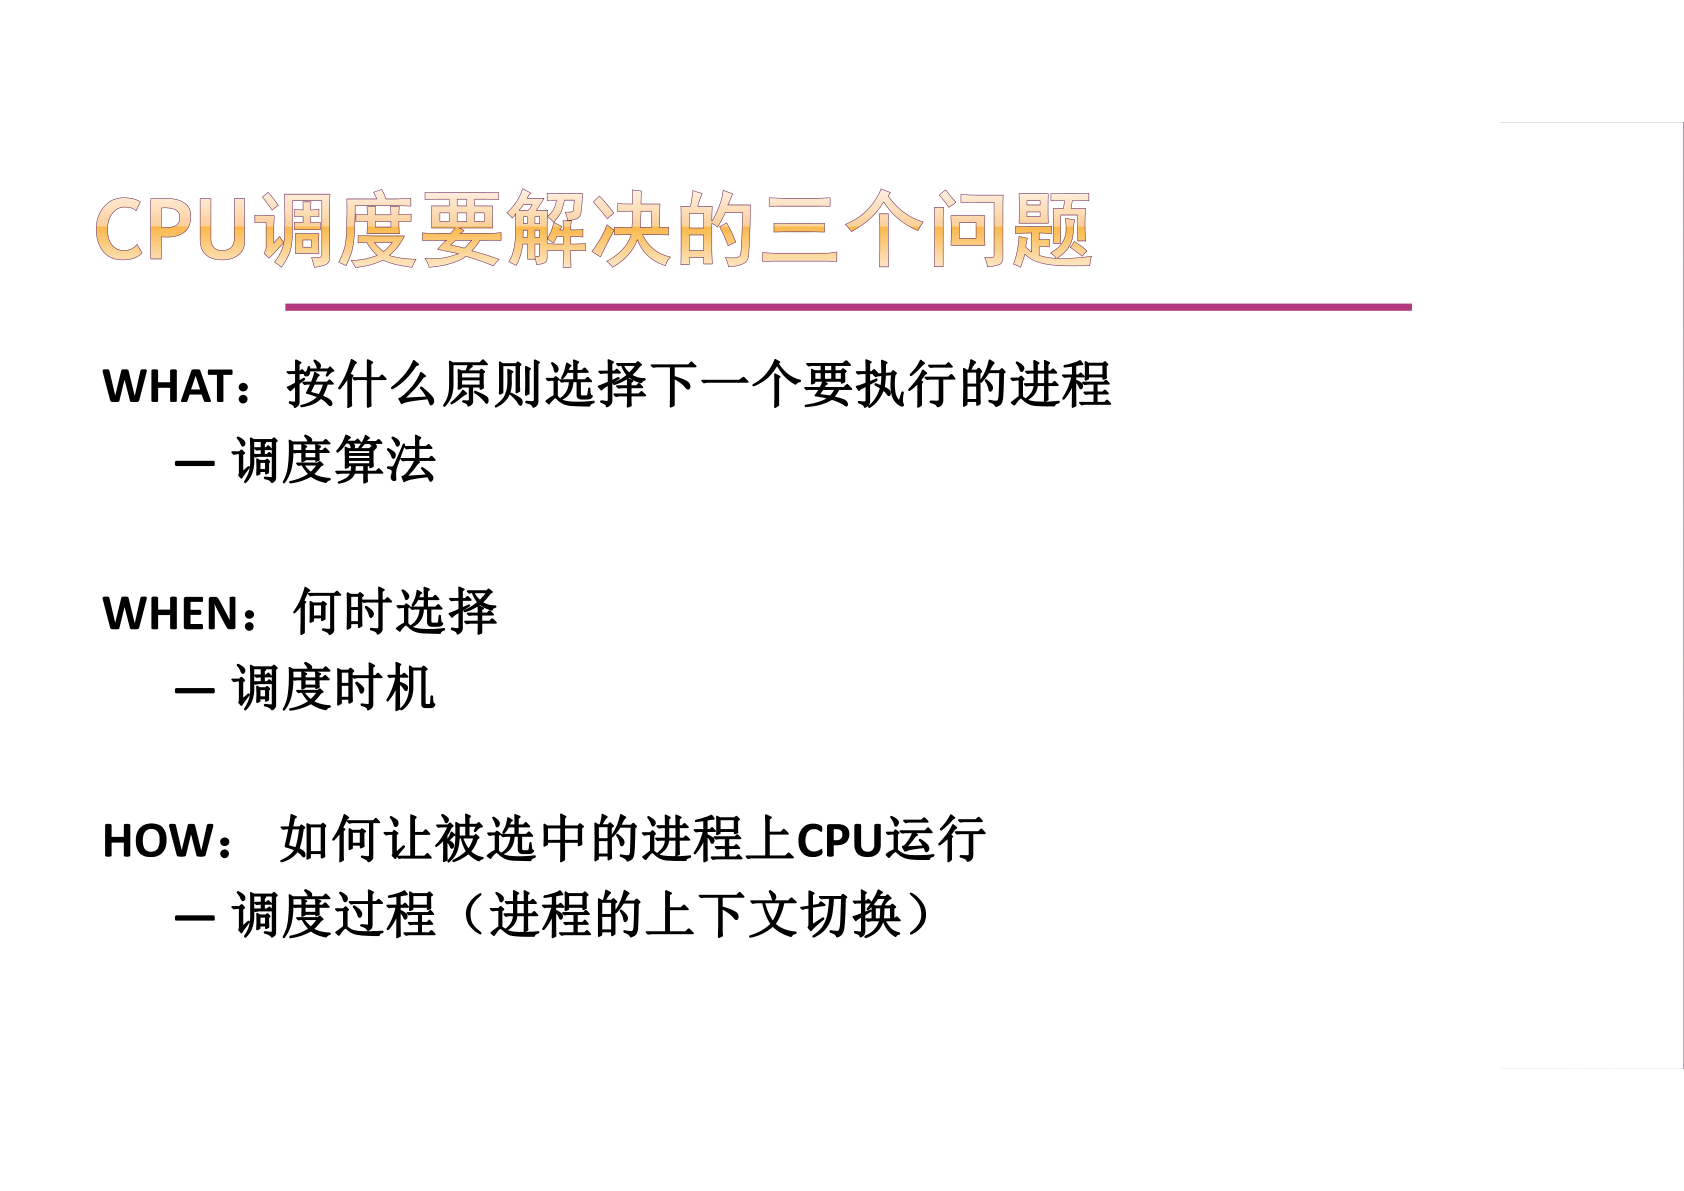 CPU调度要解决的三个问题
WHAT：按什么原则选择下一个要执行的进程
— 调度算法
WHEN：何时选择
— 调度时机
HOW： 如何让被选中的进程上CPU运行
— 调度过程（进程的上下文切换）